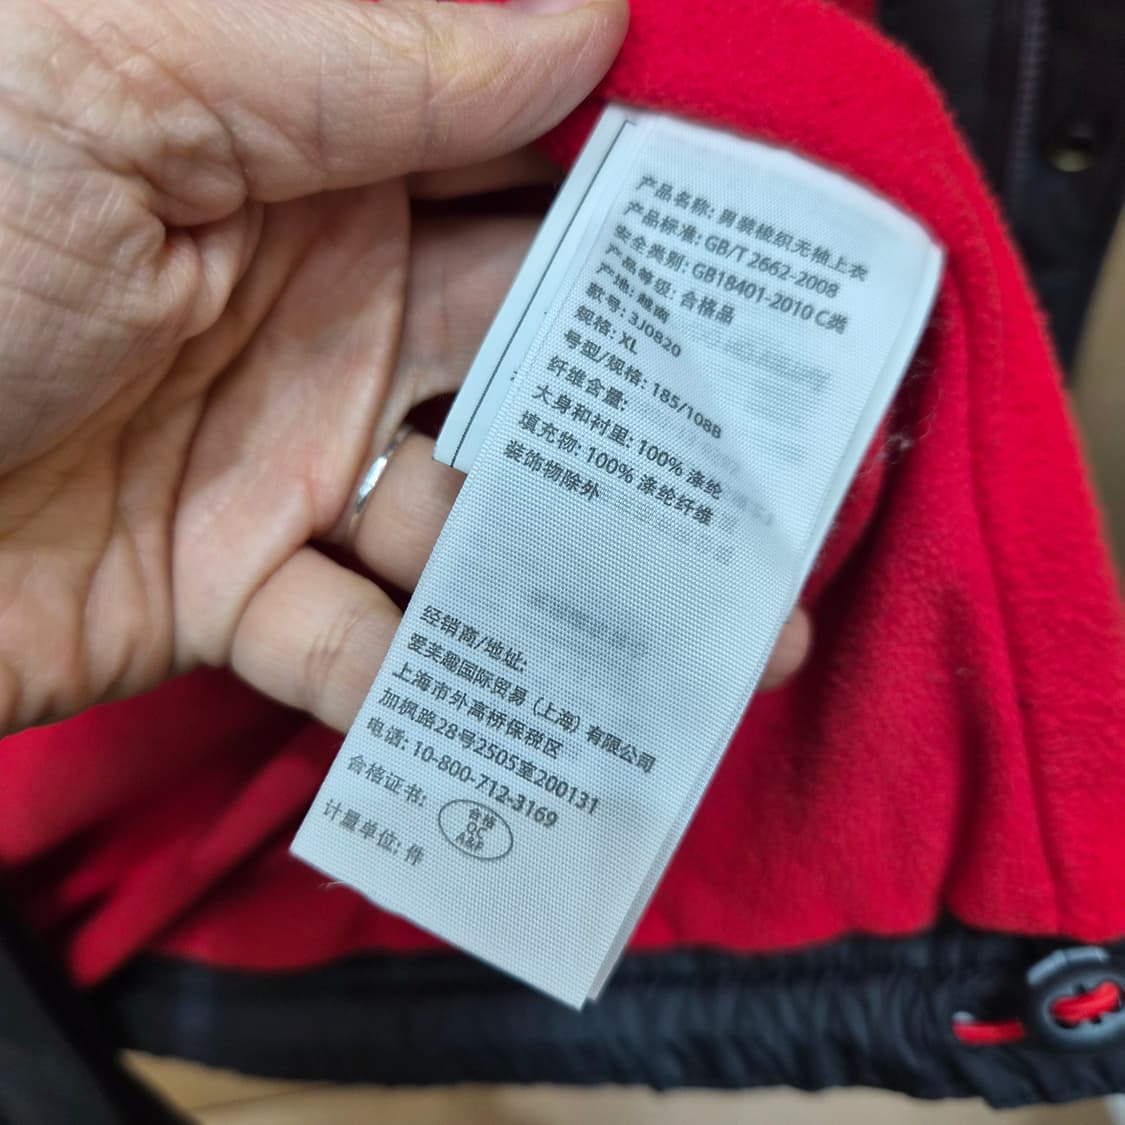 产品名称: 男装梭织无袖上衣
产品标准: GB/T 2662-2008
安全类别: GB18401-2010 C类
产品等级: 合格品
产地: 越南
款号: 3J0820
规格: XL
号型/规格: 185/108B
纤维含量:
大身和衬里: 100% 涤纶
填充物: 100% 涤纶纤维
装饰物除外
经销商/地址:
爱芙趣国际贸易 (上海) 有限公司
上海市外高桥保税区
加枫路28号2505室200131
电话: 10-800-712-3169
合格证书: 合格 QC A&F
计量单位: 件